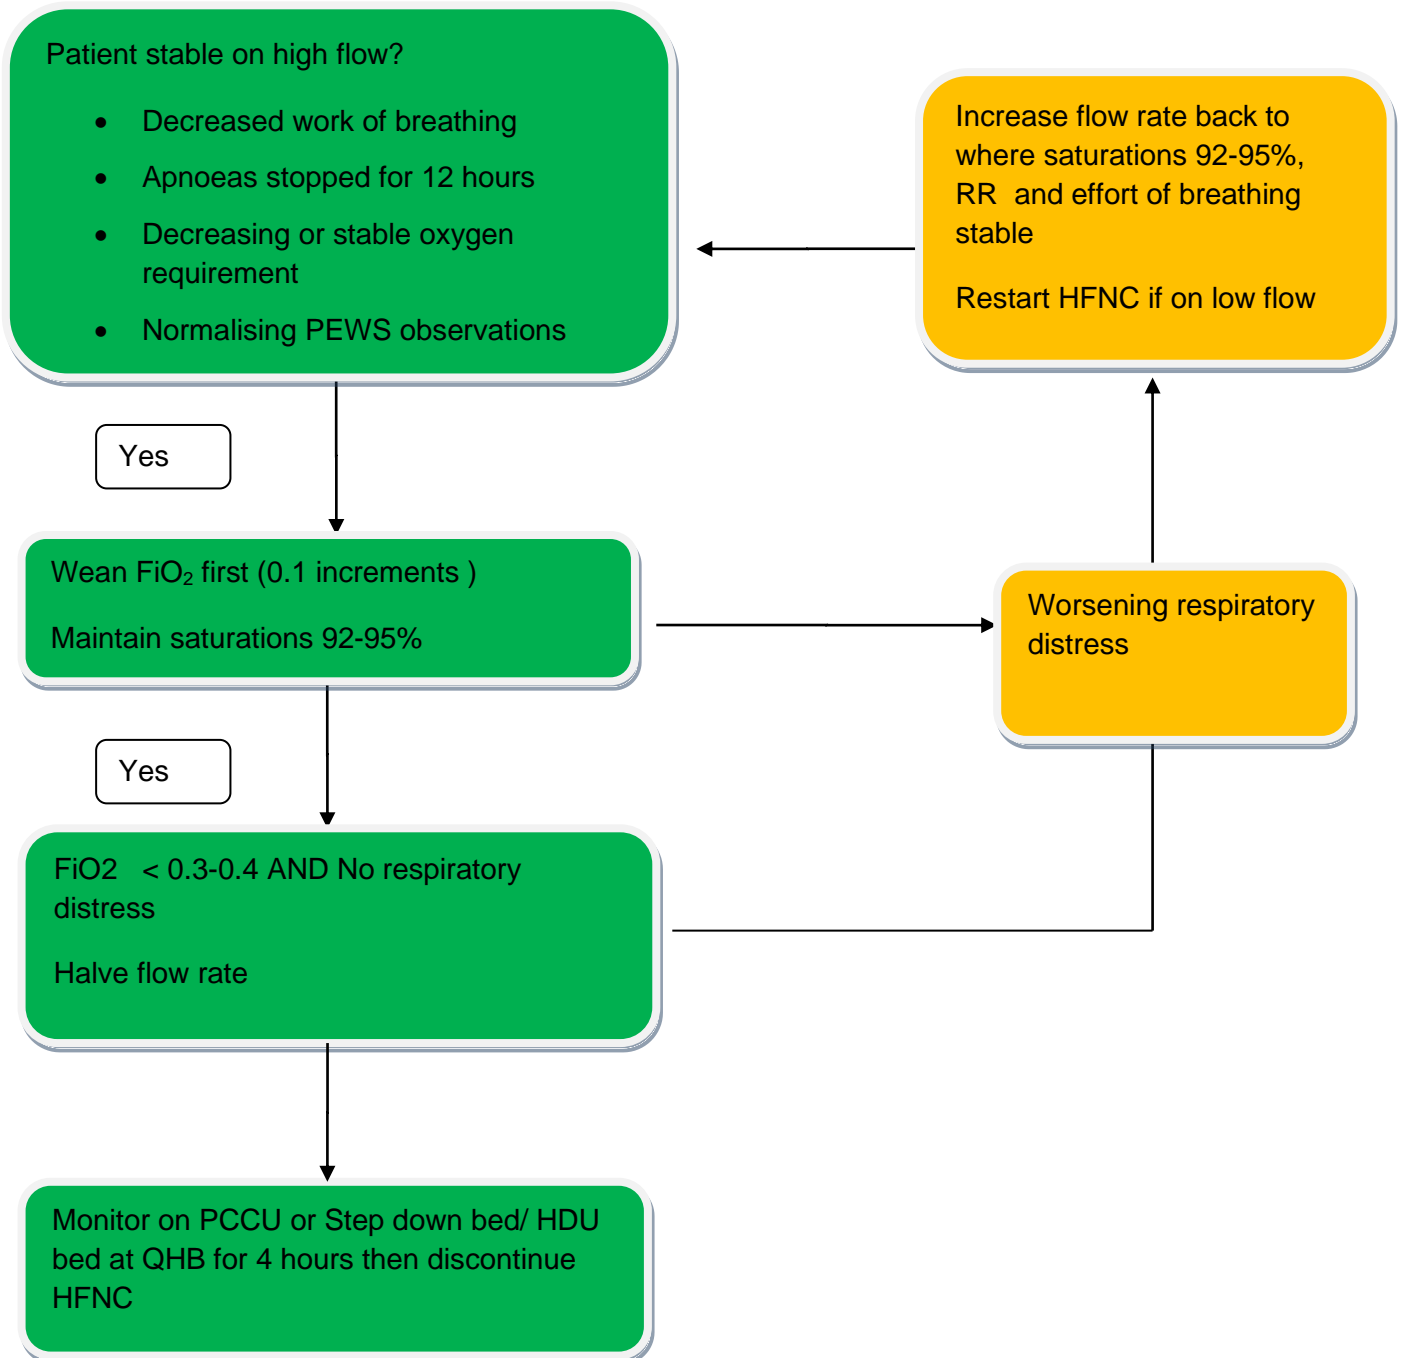 Patient stable on high flow?
• Decreased work of breathing
• Apnoeas stopped for 12 hours
• Decreasing or stable oxygen
requirement
• Normalising PEWS observations
Increase flow rate back to
where saturations 92-95%,
RR  and effort of breathing
stable
Restart HFNC if on low flow
Yes
Wean FiO₂ first (0.1 increments )
Maintain saturations 92-95%
Worsening respiratory
distress
Yes
FiO2   < 0.3-0.4 AND No respiratory
distress
Halve flow rate
Monitor on PCCU or Step down bed/ HDU
bed at QHB for 4 hours then discontinue
HFNC